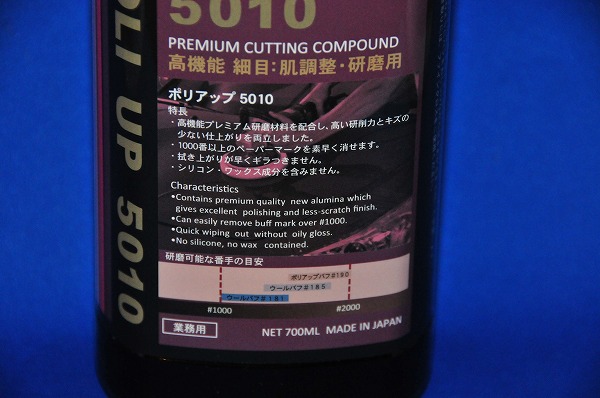 5010
PREMIUM CUTTING COMPOUND
高機能 細目：肌調整・研磨用
ポリアップ 5010
特長
・高機能プレミアム研磨材料を配合し、高い研削力とキズの
少ない仕上がりを両立しました。
・1000番以上のペーパーマークを素早く消せます。
・拭き上がりが早くギラつきません。
・シリコン・ワックス成分を含みません。
Characteristics
•Contains premium quality new alumina which
gives excellent polishing and less-scratch finish.
•Can easily remove buff mark over #1000.
•Quick wiping out without oily gloss.
•No silicone, no wax contained.
研磨可能な番手の目安
ポリアップバフ#190
ウールバフ#185
ウールバフ#181
#1000
#2000
業務用
NET 700ML MADE IN JAPAN
OLI UP 5010